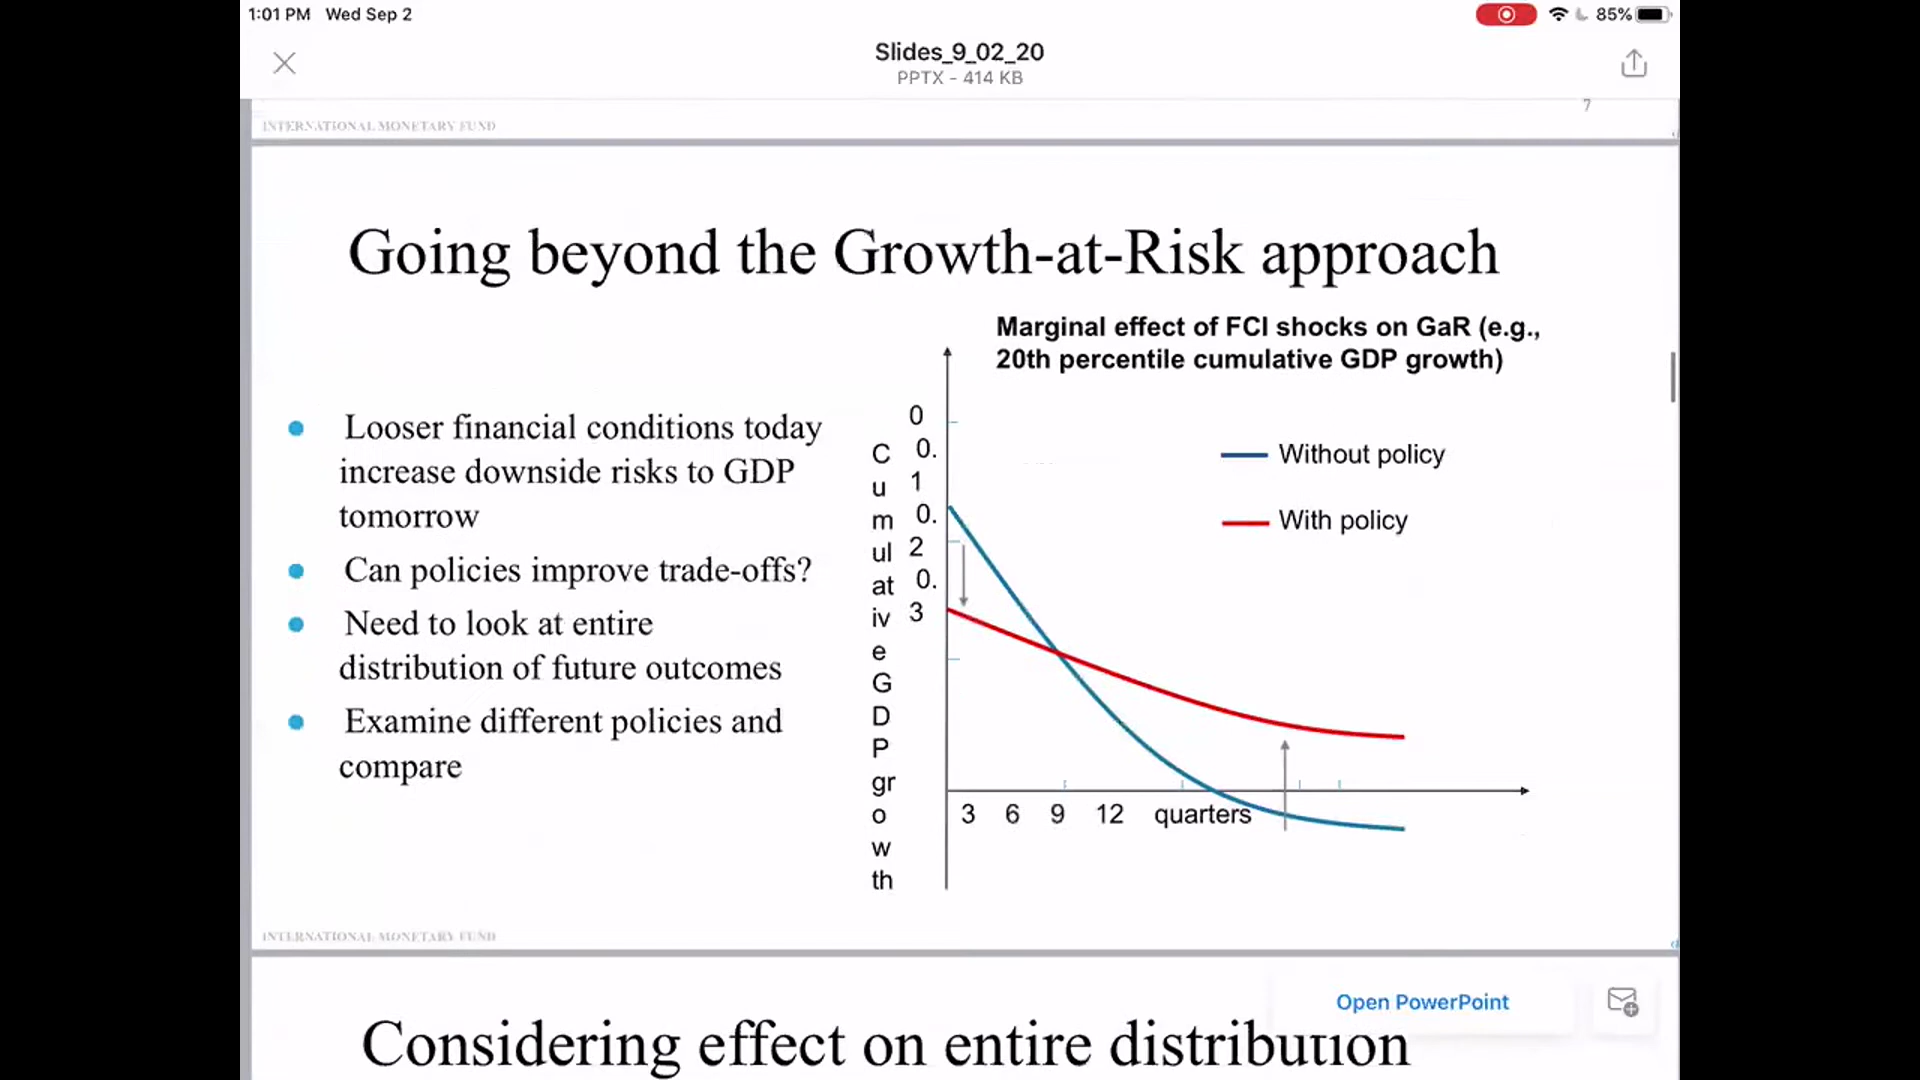 1:01 PM Wed Sep 2
85%
Slides_9_02_20
PPTX - 414 KB
7
INTERNATIONAL MONETARY FUND
Going beyond the Growth-at-Risk approach
Looser financial conditions today
increase downside risks to GDP
tomorrow
Can policies improve trade-offs?
Need to look at entire
distribution of future outcomes
Examine different policies and
compare
Marginal effect of FCI shocks on GaR (e.g.,
20th percentile cumulative GDP growth)
C
u
m
ul
at
iv
e
G
D
P
gr
o
w
th
0
0.
1
0.
2
0.
3
Without policy
With policy
3 6 9 12 quarters
INTERNATIONAL MONETARY FUND
Open PowerPoint
Considering effect on entire distribution